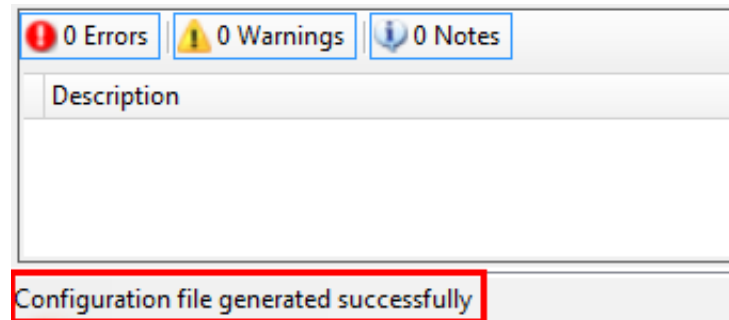 0 Errors 0 Warnings 0 Notes
Description
Configuration file generated successfully